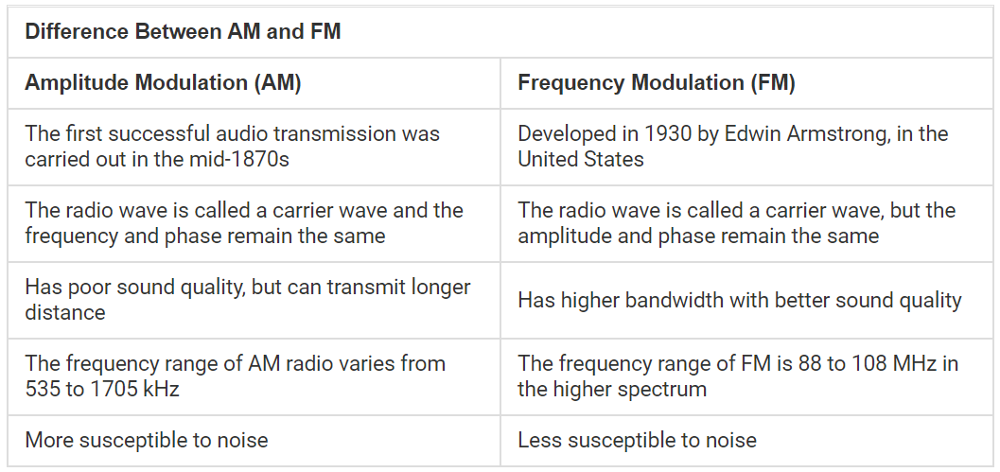 Difference Between AM and FM
Amplitude Modulation (AM)
Frequency Modulation (FM)
The first successful audio transmission was
carried out in the mid-1870s
Developed in 1930 by Edwin Armstrong, in the
United States
The radio wave is called a carrier wave and the
frequency and phase remain the same
The radio wave is called a carrier wave, but the
amplitude and phase remain the same
Has poor sound quality, but can transmit longer
distance
Has higher bandwidth with better sound quality
The frequency range of AM radio varies from
535 to 1705 kHz
The frequency range of FM is 88 to 108 MHz in
the higher spectrum
More susceptible to noise
Less susceptible to noise